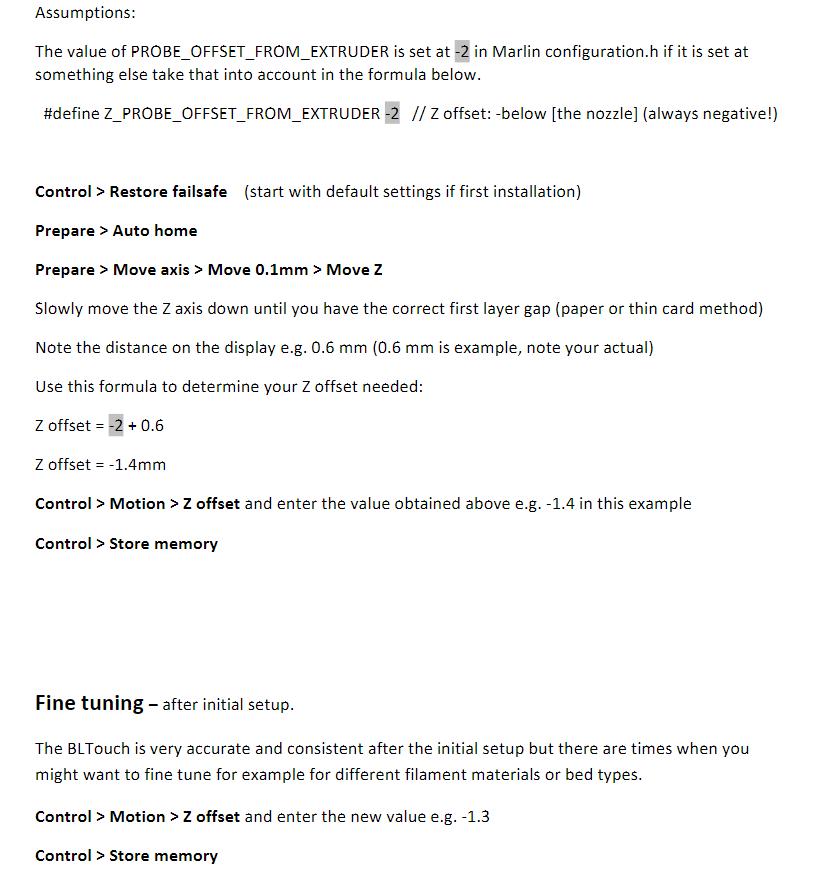 Assumptions:
The value of PROBE_OFFSET_FROM_EXTRUDER is set at -2 in Marlin configuration.h if it is set at
something else take that into account in the formula below.
#define Z_PROBE_OFFSET_FROM_EXTRUDER -2 // Z offset: -below [the nozzle] (always negative!)
Control > Restore failsafe (start with default settings if first installation)
Prepare > Auto home
Prepare > Move axis > Move 0.1mm > Move Z
Slowly move the Z axis down until you have the correct first layer gap (paper or thin card method)
Note the distance on the display e.g. 0.6 mm (0.6 mm is example, note your actual)
Use this formula to determine your Z offset needed:
Z offset = -2 + 0.6
Z offset = -1.4mm
Control > Motion > Z offset and enter the value obtained above e.g. -1.4 in this example
Control > Store memory
Fine tuning – after initial setup.
The BLTouch is very accurate and consistent after the initial setup but there are times when you
might want to fine tune for example for different filament materials or bed types.
Control > Motion > Z offset and enter the new value e.g. -1.3
Control > Store memory